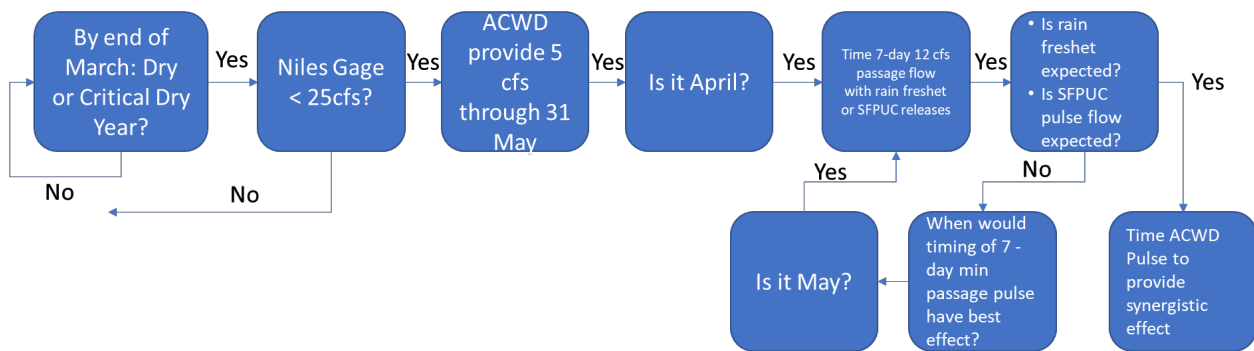 By end of
March: Dry
or Critical Dry
Year?
Yes
No
Niles Gage
< 25cfs?
Yes
No
ACWD
provide 5
cfs
through 31
May
Yes
Is it April?
Yes
Time 7-day 12 cfs
passage flow
with rain freshet
or SFPUC releases
Yes
• Is rain
freshet
expected?
• Is SFPUC
pulse flow
expected?
Yes
No
Yes
Is it May?
When would
timing of 7 -
day min
passage pulse
have best
effect?
Time ACWD
Pulse to
provide
synergistic
effect